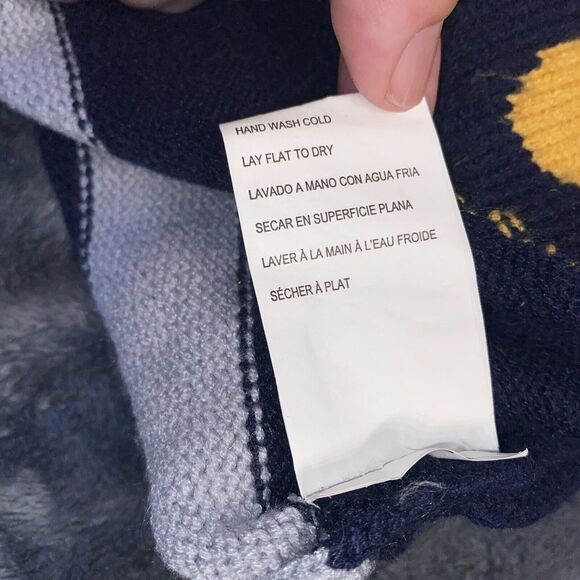 HAND WASH COLD
LAY FLAT TO DRY
LAVADO A MANO CON AGUA FRIA
SECAR EN SUPERFICIE PLANA
LAVER À LA MAIN À L'EAU FROIDE
SÉCHER À PLAT